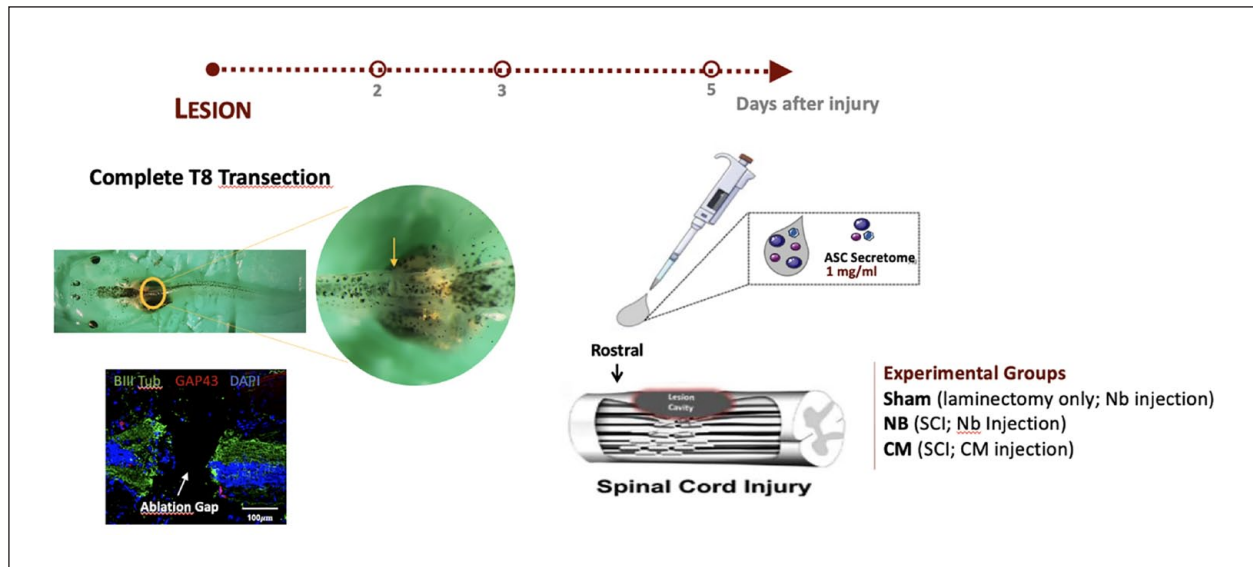 2
3
5
LESION
Days after injury
Complete T8 Transection
ASC Secretome
1 mg/ml
Rostral
Lesion
Cavity
Spinal Cord Injury
BIII Tub GAP43 DAPI
Ablation Gap
100µm
Experimental Groups
Sham (laminectomy only; Nb injection)
NB (SCI; Nb Injection)
CM (SCI; CM injection)